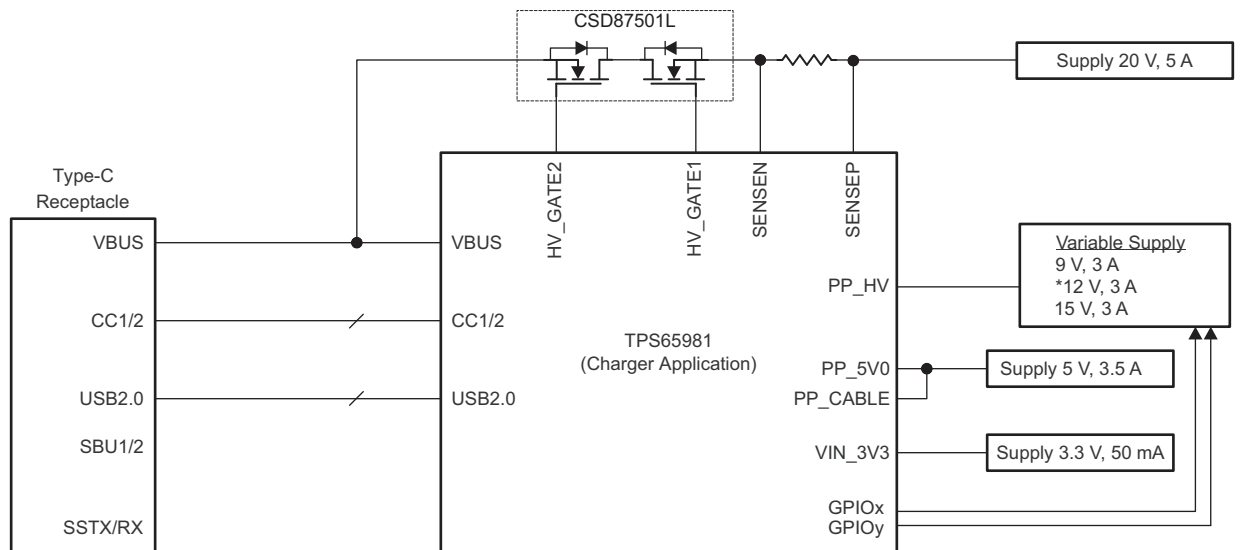 CSD87501L
Supply 20 V, 5 A
HV_GATE2
HV_GATE1
SENSEN
SENSEP
Type-C
Receptacle
VBUS
VBUS
Variable Supply
9 V, 3 A
*12 V, 3 A
15 V, 3 A
PP_HV
CC1/2
CC1/2
TPS65981
(Charger Application)
PP_5V0
Supply 5 V, 3.5 A
USB2.0
USB2.0
PP_CABLE
SBU1/2
VIN_3V3
Supply 3.3 V, 50 mA
GPIOx
SSTX/RX
GPIOy